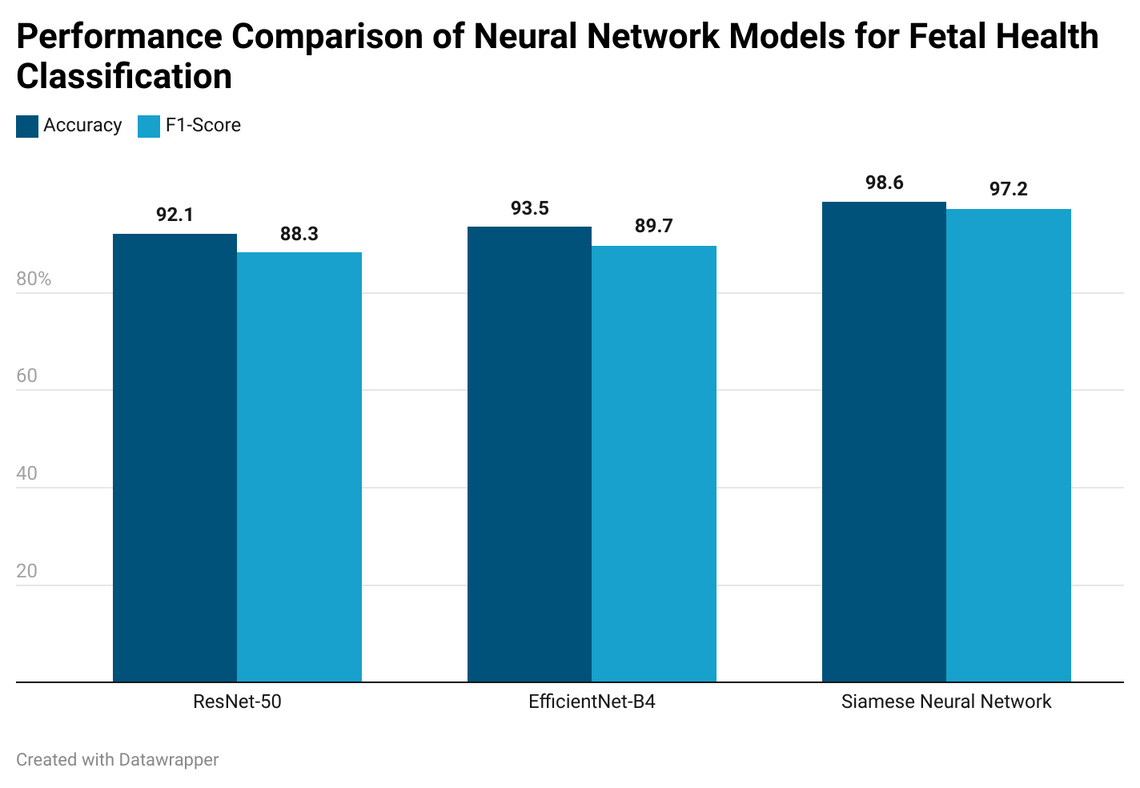 Performance Comparison of Neural Network Models for Fetal Health
Classification
Accuracy F1-Score
98.6
97.2
93.5
92.1
89.7
88.3
80%
60
40
20
ResNet-50 EfficientNet-B4 Siamese Neural Network
Created with Datawrapper